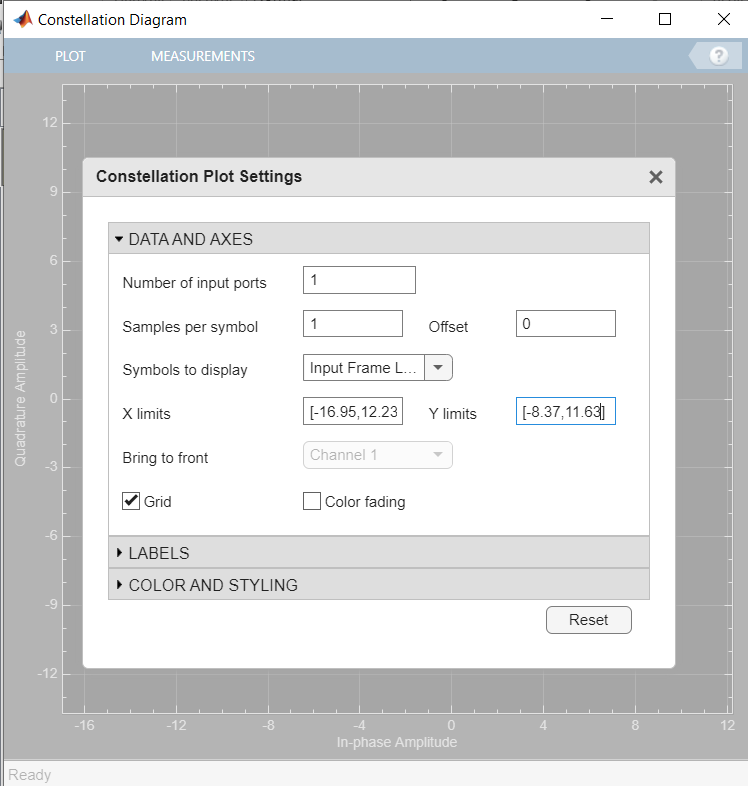 Constellation Diagram
PLOT MEASUREMENTS ?
Constellation Plot Settings
DATA AND AXES
Number of input ports 1
Samples per symbol 1 Offset 0
Symbols to display Input Frame L...
X limits [-16.95,12.23 Y limits [-8.37,11.63]
Bring to front Channel 1
Grid Color fading
LABELS
COLOR AND STYLING
Reset
Quadrature Amplitude
12
9
6
3
0
-3
-6
-9
-12
-16 -12 -8 -4 0 4 8 12
In-phase Amplitude
Ready